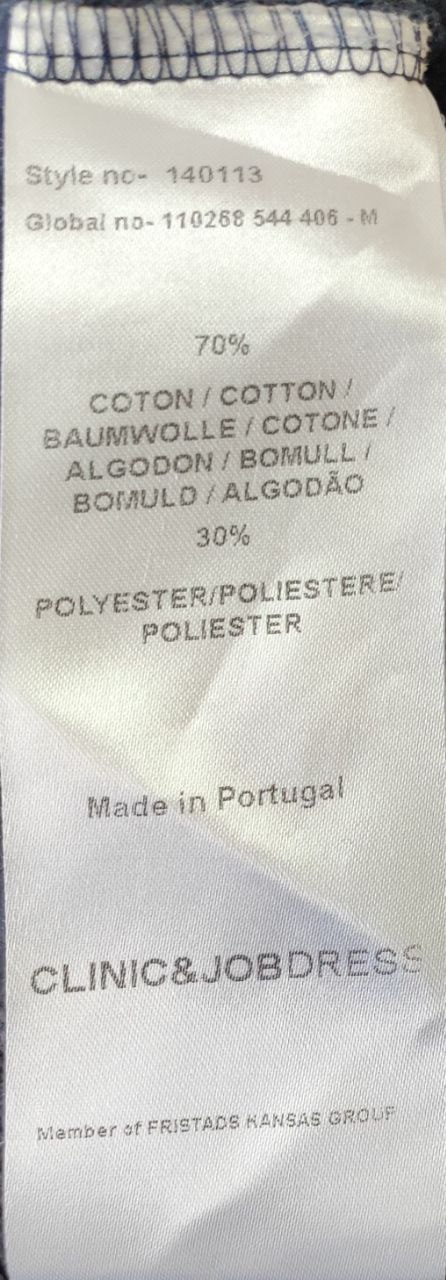 Style no- 140113
Global no- 110268 544 406 - M
70%
COTON / COTTON /
BAUMWOLLE / COTONE /
ALGODON / BOMULL /
BOMULD / ALGODÃO
30%
POLYESTER/POLIESTERE/
POLIESTER
Made in Portugal
CLINIC&JOBDRESS
Member of FRISTADS KANSAS GROUP